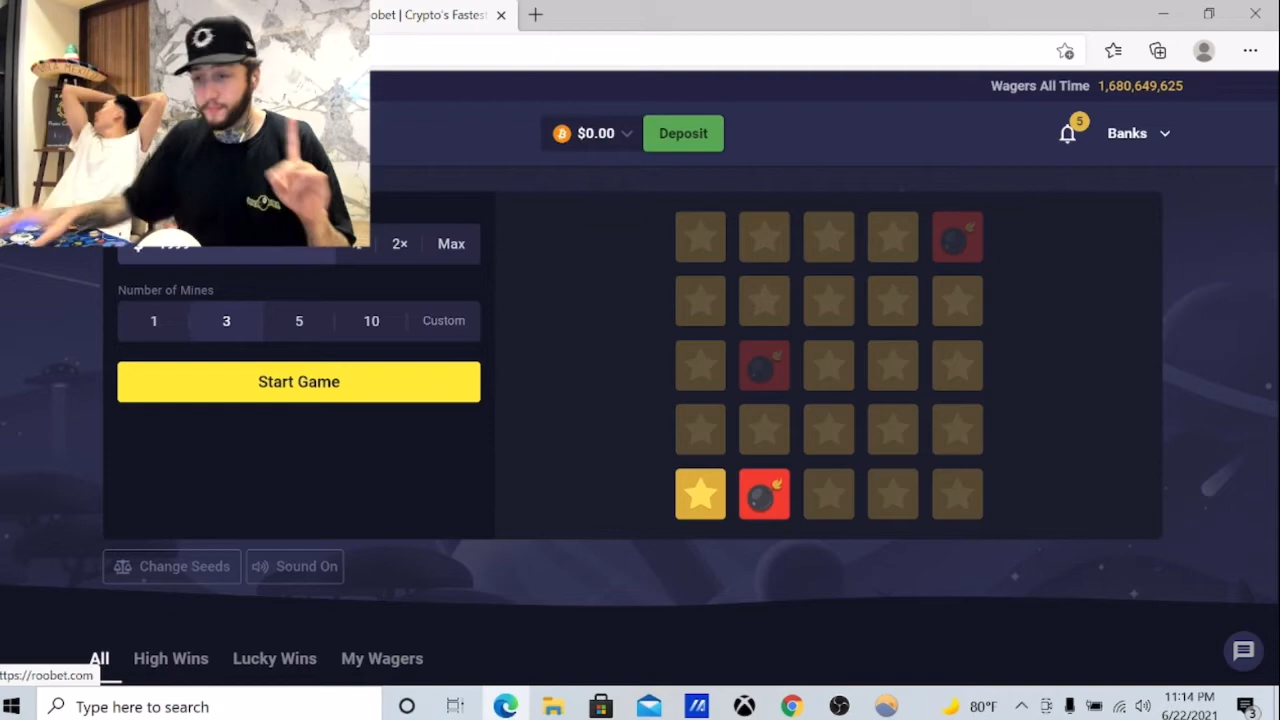 obet | Crypto's Fastest
Wagers All Time 1,680,649,625
$0.00
Deposit
5
Banks
2× Max
Number of Mines
1 3 5 10 Custom
Start Game
Change Seeds
Sound On
All High Wins Lucky Wins My Wagers
ttps://roobet.com
Type here to search
80°F
11:14 PM
6/22/2021
3